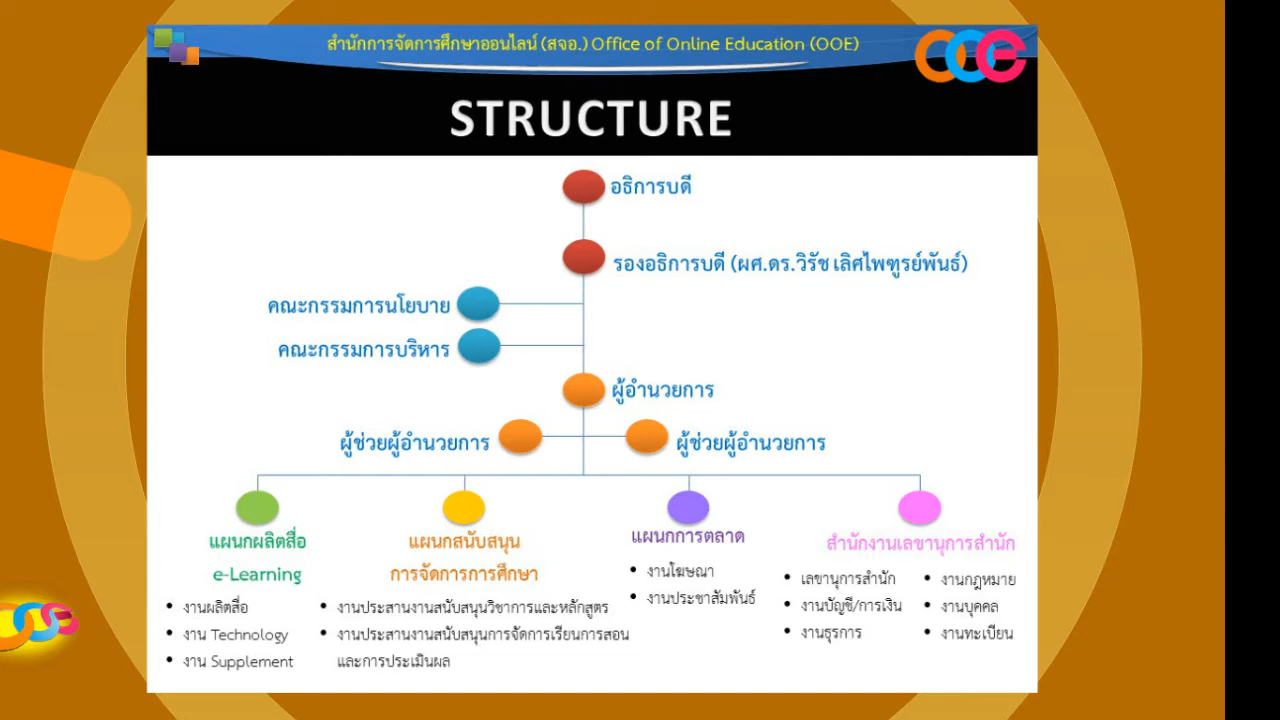 สำนักการจัดการศึกษาออนไลน์ (สจอ.) Office of Online Education (OOE)
OOE
STRUCTURE
อธิการบดี
รองอธิการบดี (ผศ.ดร.วิรัช เลิศไพฑูรย์พันธ์)
คณะกรรมการนโยบาย
คณะกรรมการบริหาร
ผู้อำนวยการ
ผู้ช่วยผู้อำนวยการ
ผู้ช่วยผู้อำนวยการ
แผนกผลิตสื่อ
e-Learning
• งานผลิตสื่อ
• งาน Technology
• งาน Supplement
แผนกสนับสนุน
การจัดการการศึกษา
• งานประสานงานสนับสนุนวิชาการและหลักสูตร
• งานประสานงานสนับสนุนการจัดการเรียนการสอน
และการประเมินผล
แผนกการตลาด
• งานโฆษณา
• งานประชาสัมพันธ์
สำนักงานเลขานุการสำนัก
• เลขานุการสำนัก
• งานบัญชี/การเงิน
• งานธุรการ
• งานกฎหมาย
• งานบุคคล
• งานทะเบียน
OOE